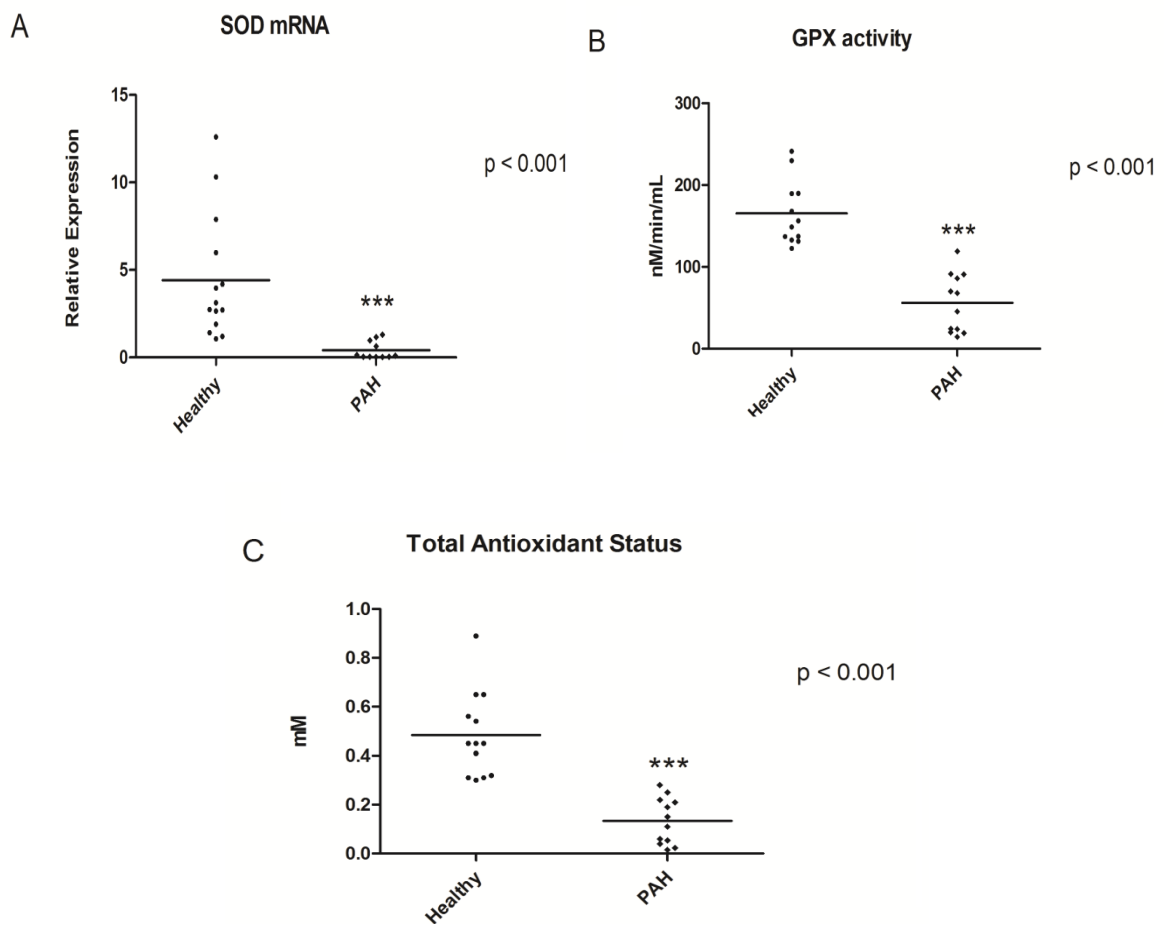 A
SOD mRNA
15
10
5
0
Relative Expression
p < 0.001
***
Healthy
PAH
B
GPX activity
300
200
100
0
nM/min/mL
p < 0.001
***
Healthy
PAH
C
Total Antioxidant Status
1.0
0.8
0.6
0.4
0.2
0.0
mM
p < 0.001
***
Healthy
PAH